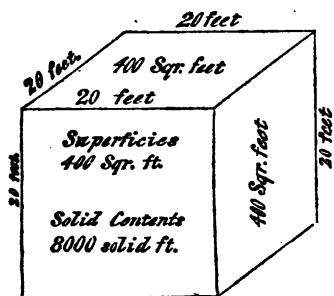 20 feet
20 feet.
400 Sqr. feet
20 feet
Superficies
400 Sqr. ft.
20 feet
400 Sqr. feet
20 feet
Solid Contents
8000 solid ft.